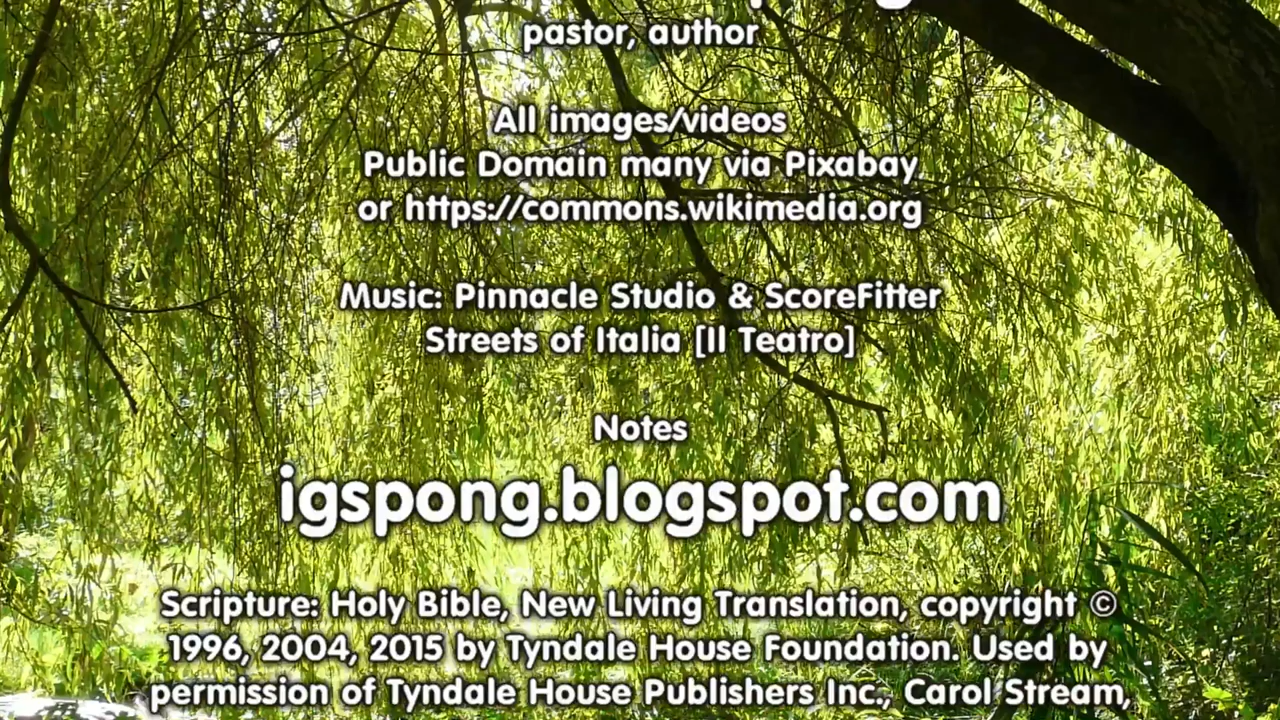 pastor, author
All images/videos
Public Domain many via Pixabay
or https://commons.wikimedia.org
Music: Pinnacle Studio & ScoreFitter
Streets of Italia [Il Teatro]
Notes
igspong.blogspot.com
Scripture: Holy Bible, New Living Translation, copyright ©
1996, 2004, 2015 by Tyndale House Foundation. Used by
permission of Tyndale House Publishers Inc., Carol Stream,